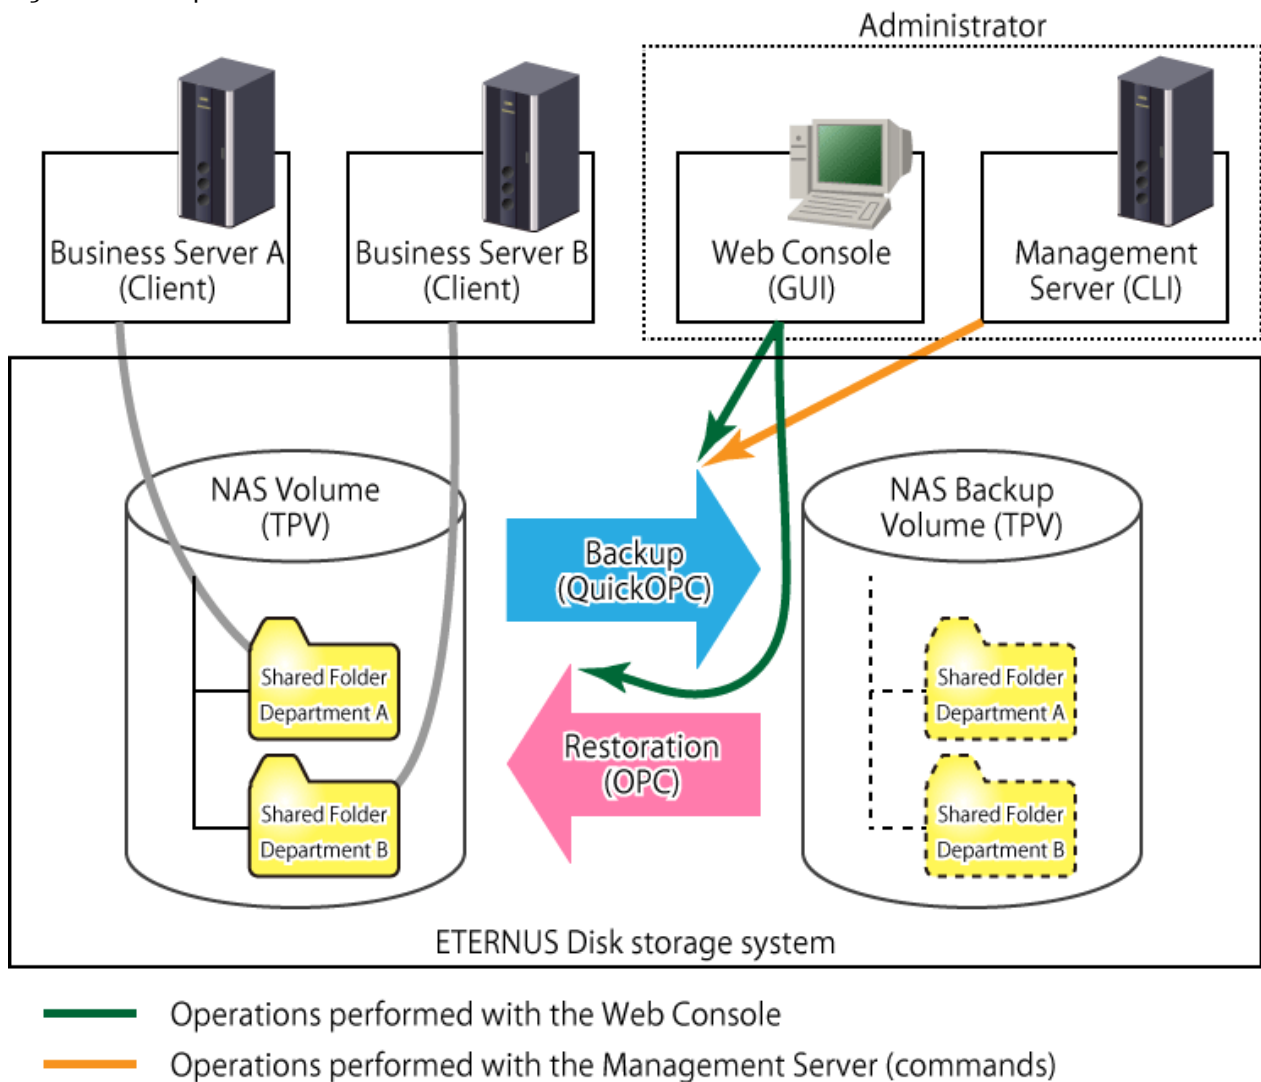 Administrator
Business Server A
(Client)
Business Server B
(Client)
Web Console
(GUI)
Management
Server (CLI)
NAS Volume
(TPV)
Backup
(QuickOPC)
NAS Backup
Volume (TPV)
Shared Folder
Department A
Shared Folder
Department B
Restoration
(OPC)
Shared Folder
Department A
Shared Folder
Department B
ETERNUS Disk storage system
Operations performed with the Web Console
Operations performed with the Management Server (commands)